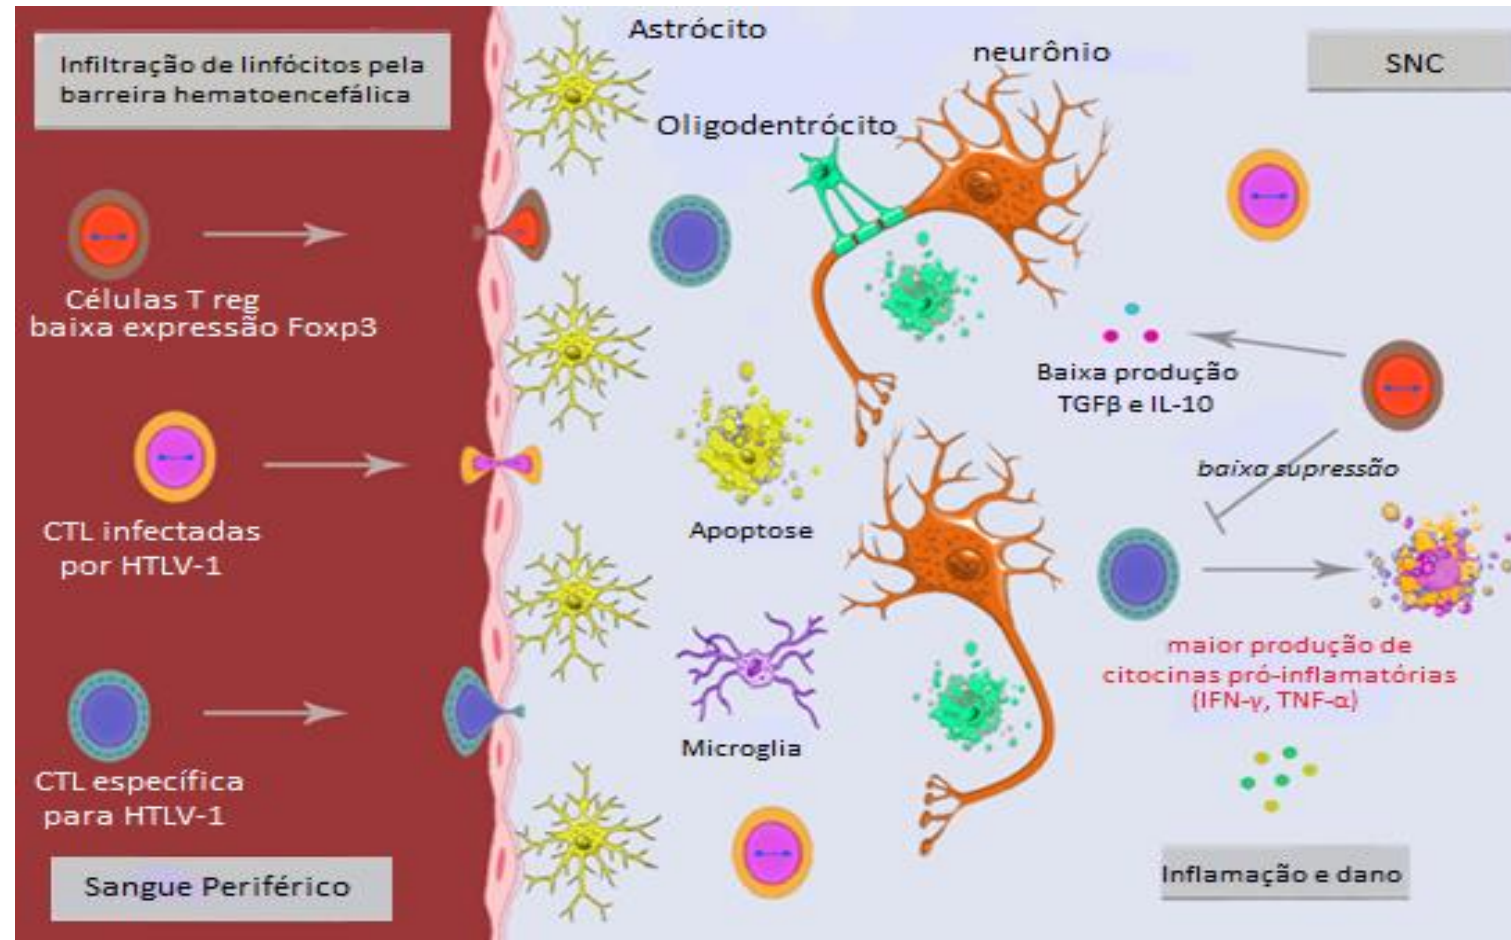 Infiltração de linfócitos pela
barreira hematoencefálica
Células T reg
baixa expressão Foxp3
CTL infectadas
por HTLV-1
CTL específica
para HTLV-1
Sangue Periférico
Astrócito
neurônio
SNC
Oligodentrócito
Baixa produção
TGFβ e IL-10
baixa supressão
Apoptose
maior produção de
citocinas pró-inflamatórias
(IFN-γ, TNF-α)
Microglia
Inflamação e dano